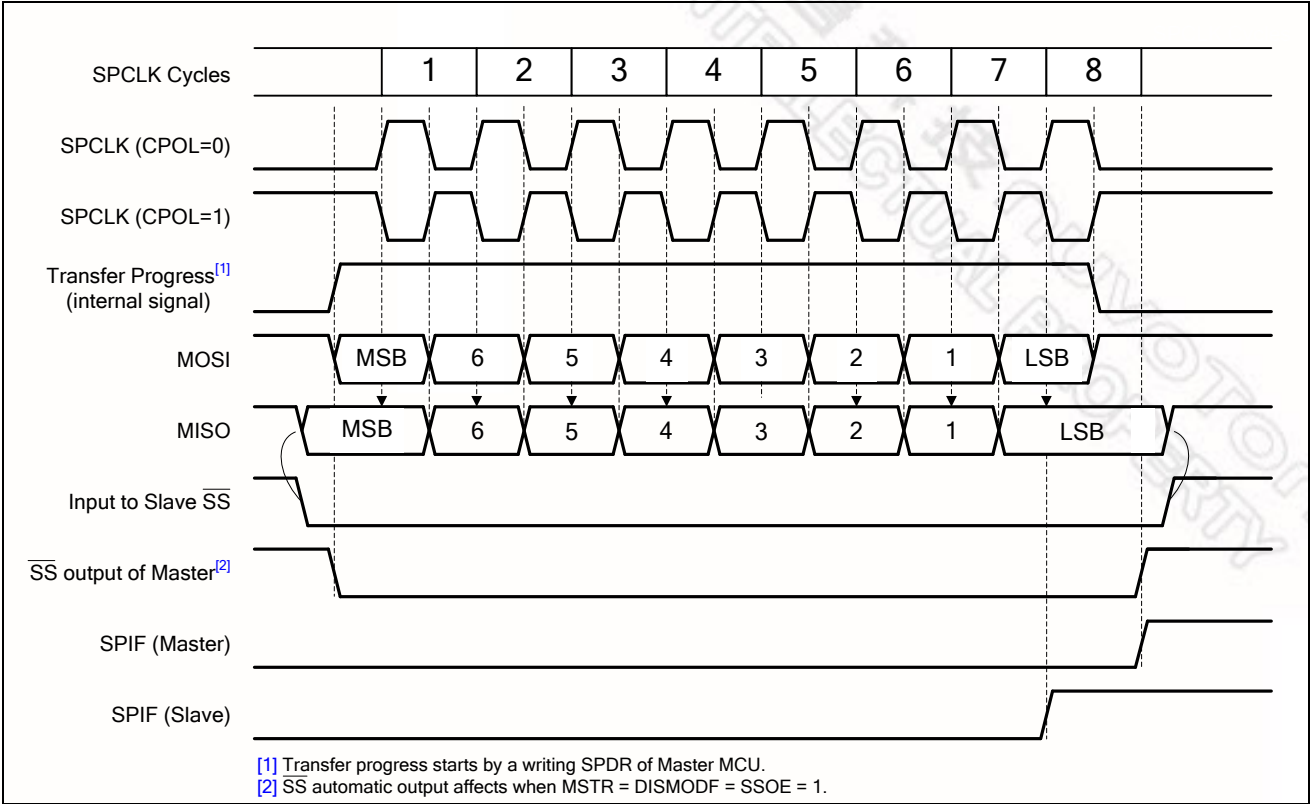 SPCLK Cycles 1 2 3 4 5 6 7 8
SPCLK (CPOL=0)
SPCLK (CPOL=1)
Transfer Progress[1]
(internal signal)
MOSI MSB 6 5 4 3 2 1 LSB
MISO MSB 6 5 4 3 2 1 LSB
Input to Slave S̅S̅
S̅S̅ output of Master[2]
SPIF (Master)
SPIF (Slave)
[1] Transfer progress starts by a writing SPDR of Master MCU.
[2] S̅S̅ automatic output affects when MSTR = DISMODF = SSOE = 1.